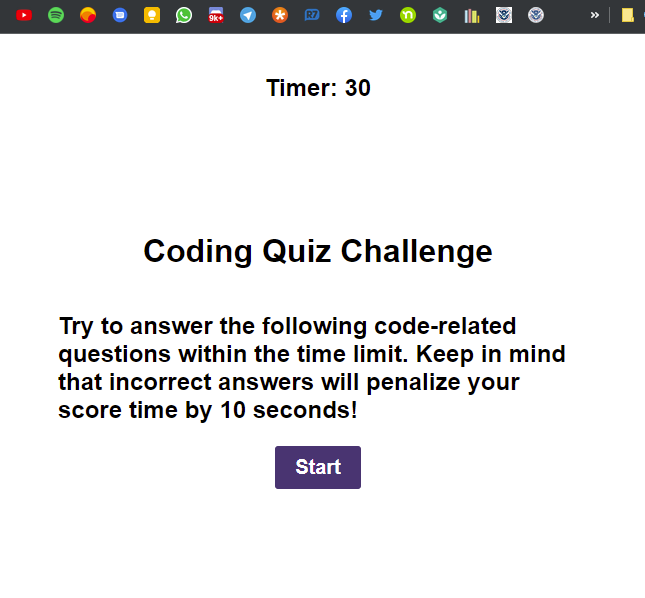 9k+
R7
»
Timer: 30
Coding Quiz Challenge
Try to answer the following code-related
questions within the time limit. Keep in mind
that incorrect answers will penalize your
score time by 10 seconds!
Start